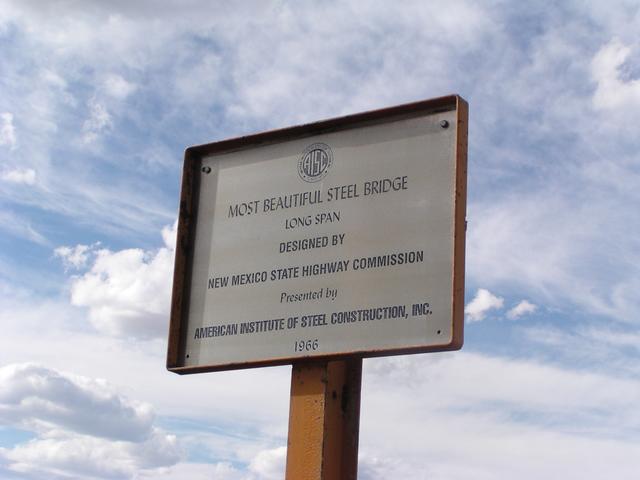 AISC
MOST BEAUTIFUL STEEL BRIDGE
LONG SPAN
DESIGNED BY
NEW MEXICO STATE HIGHWAY COMMISSION
Presented by
AMERICAN INSTITUTE OF STEEL CONSTRUCTION, INC.
1966